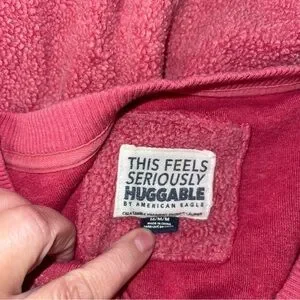 THIS FEELS
SERIOUSLY
HUGGABLE
BY AMERICAN EAGLE
M/M/M